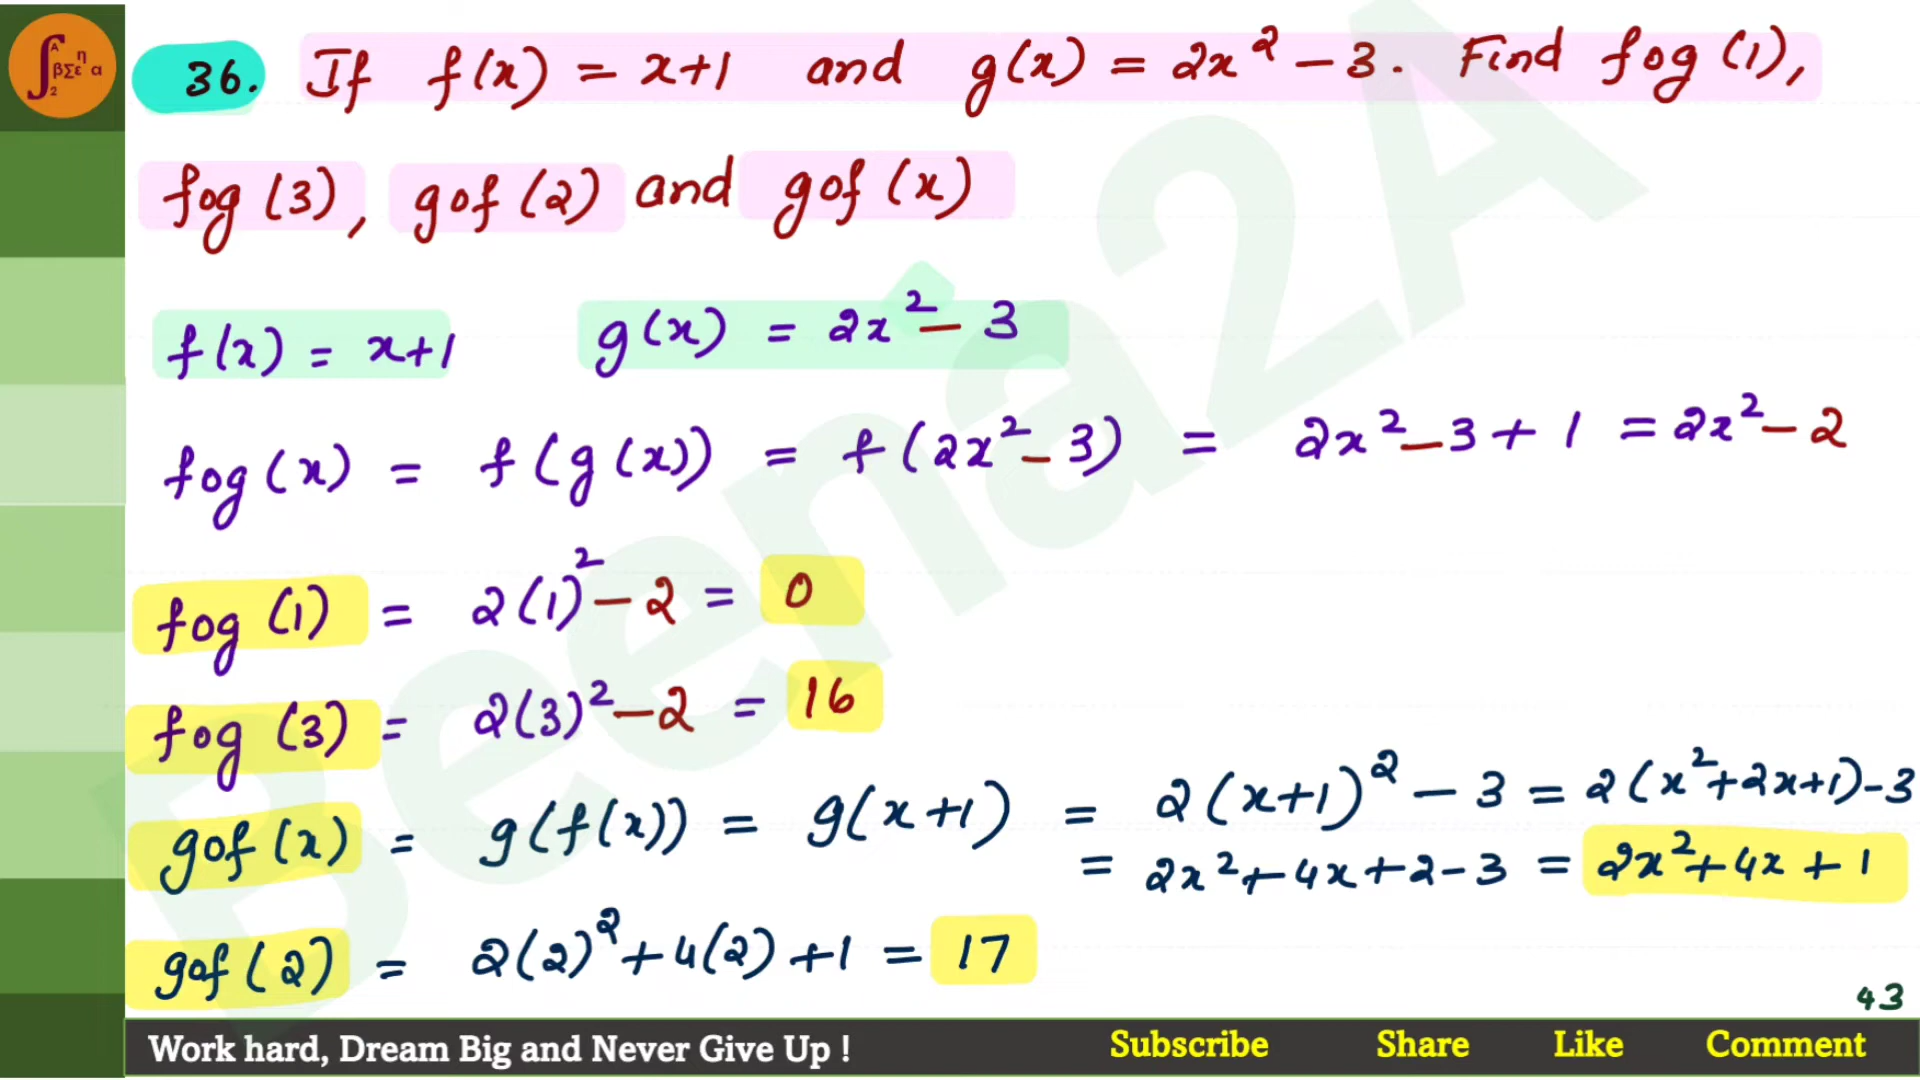 36. If f(x) = x+1 and g(x) = 2x² - 3. Find fog (1),
fog (3), gof (2) and gof (x)
f(x) = x+1 g(x) = 2x² - 3
fog (x) = f(g(x)) = f(2x² - 3) = 2x² - 3 + 1 = 2x² - 2
fog (1) = 2(1)² - 2 = 0
fog (3) = 2(3)² - 2 = 16
gof (x) = g(f(x)) = g(x+1) = 2(x+1)² - 3 = 2(x²+2x+1)-3
= 2x²+4x+2-3 = 2x²+4x+1
gof (2) = 2(2)²+4(2)+1 = 17
43
Work hard, Dream Big and Never Give Up !
Subscribe Share Like Comment
Beena2A